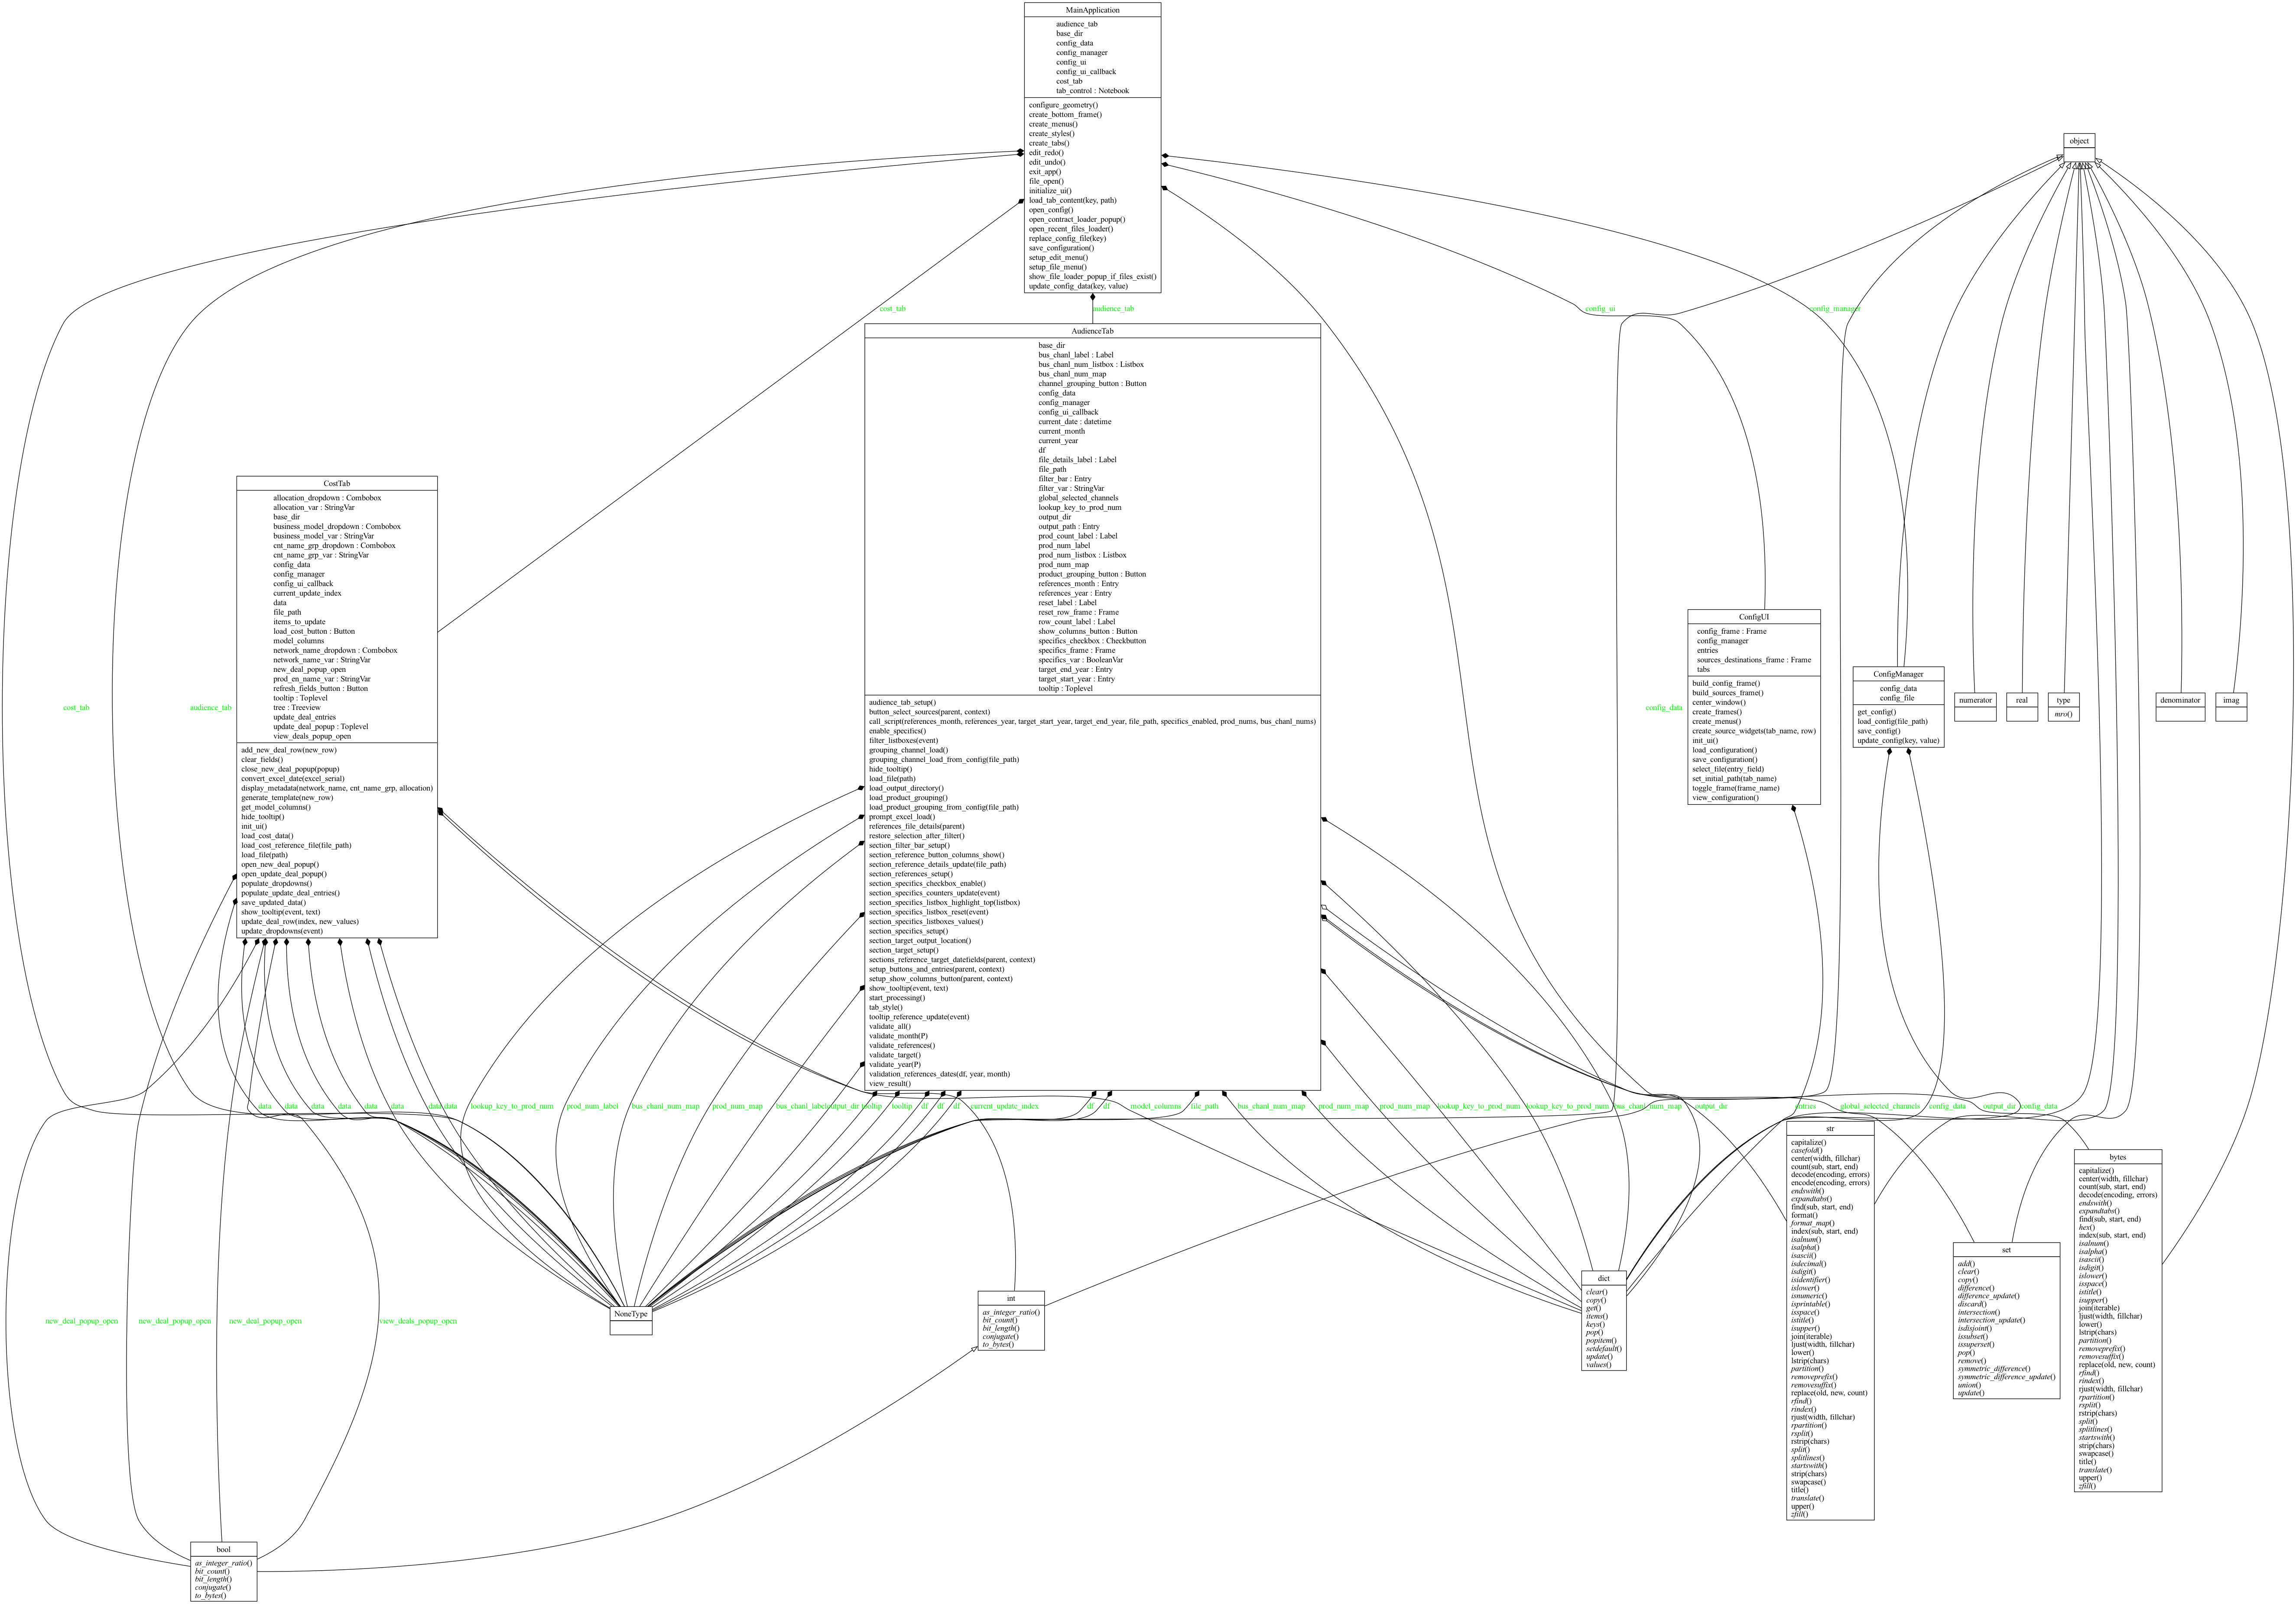 MainApplication
audience_tab
base_dir
config_data
config_manager
config_ui
config_ui_callback
cost_tab
tab_control : Notebook
configure_geometry()
create_bottom_frame()
create_menus()
create_styles()
create_tabs()
edit_redo()
edit_undo()
exit_app()
file_open()
initialize_ui()
load_tab_content(key, path)
open_config()
open_contract_loader_popup()
open_recent_files_loader()
replace_config_file(key)
save_configuration()
setup_edit_menu()
setup_file_menu()
show_file_loader_popup_if_files_exist()
update_config_data(key, value)
object
cost_tab
audience_tab
config_ui
config_manager
AudienceTab
base_dir
bus_chanl_label : Label
bus_chanl_num_listbox : Listbox
bus_chanl_num_map
channel_grouping_button : Button
config_data
config_manager
config_ui_callback
current_date : datetime
current_month
current_year
df
file_details_label : Label
file_path
filter_bar : Entry
filter_var : StringVar
global_selected_channels
lookup_key_to_prod_num
output_dir
output_path : Entry
prod_count_label : Label
prod_num_label
prod_num_listbox : Listbox
prod_num_map
product_grouping_button : Button
references_month : Entry
references_year : Entry
reset_label : Label
reset_row_frame : Frame
row_count_label : Label
show_columns_button : Button
specifics_checkbox : Checkbutton
specifics_frame : Frame
specifics_var : BooleanVar
target_end_year : Entry
target_start_year : Entry
tooltip : Toplevel
audience_tab_setup()
button_select_sources(parent, context)
call_script(references_month, references_year, target_start_year, target_end_year, file_path, specifics_enabled, prod_nums, bus_chanl_nums)
enable_specifics()
filter_listboxes(event)
grouping_channel_load()
grouping_channel_load_from_config(file_path)
hide_tooltip()
load_file(path)
load_output_directory()
load_product_grouping()
load_product_grouping_from_config(file_path)
prompt_excel_load()
references_file_details(parent)
restore_selection_after_filter()
section_filter_bar_setup()
section_reference_button_columns_show()
section_reference_details_update(file_path)
section_references_setup()
section_specifics_checkbox_enable()
section_specifics_counters_update(event)
section_specifics_listbox_highlight_top(listbox)
section_specifics_listbox_reset(event)
section_specifics_listboxes_values()
section_specifics_setup()
section_target_output_location()
section_target_setup()
sections_reference_target_datefields(parent, context)
setup_buttons_and_entries(parent, context)
setup_show_columns_button(parent, context)
show_tooltip(event, text)
start_processing()
tab_style()
tooltip_reference_update(event)
validate_all()
validate_month(P)
validate_references()
validate_target()
validate_year(P)
validation_references_dates(df, year, month)
view_result()
CostTab
allocation_dropdown : Combobox
allocation_var : StringVar
base_dir
business_model_dropdown : Combobox
business_model_var : StringVar
cnt_name_grp_dropdown : Combobox
cnt_name_grp_var : StringVar
config_data
config_manager
config_ui_callback
current_update_index
data
file_path
items_to_update
load_cost_button : Button
model_columns
network_name_dropdown : Combobox
network_name_var : StringVar
new_deal_popup_open
prod_en_name_var : StringVar
refresh_fields_button : Button
tooltip : Toplevel
tree : Treeview
update_deal_entries
update_deal_popup : Toplevel
view_deals_popup_open
add_new_deal_row(new_row)
clear_fields()
close_new_deal_popup(popup)
convert_excel_date(excel_serial)
display_metadata(network_name, cnt_name_grp, allocation)
generate_template(new_row)
get_model_columns()
hide_tooltip()
init_ui()
load_cost_data()
load_cost_reference_file(file_path)
load_file(path)
open_new_deal_popup()
open_update_deal_popup()
populate_dropdowns()
populate_update_deal_entries()
save_updated_data()
show_tooltip(event, text)
update_deal_row(index, new_values)
update_dropdowns(event)
cost_tab
audience_tab
config_data
ConfigUI
config_frame : Frame
config_manager
entries
sources_destinations_frame : Frame
tabs
build_config_frame()
build_sources_frame()
center_window()
create_frames()
create_menus()
create_source_widgets(tab_name, row)
init_ui()
load_configuration()
save_configuration()
select_file(entry_field)
set_initial_path(tab_name)
toggle_frame(frame_name)
view_configuration()
ConfigManager
config_data
config_file
get_config()
load_config(file_path)
save_config()
update_config(key, value)
numerator
real
type
mro()
denominator
imag
data
data
data
data
data
data
data
lookup_key_to_prod_num
prod_num_label
bus_chanl_num_map
prod_num_map
bus_chanl_label
output_dir
tooltip
tooltip
df
df
df
current_update_index
df
df
model_columns
file_path
bus_chanl_num_map
prod_num_map
prod_num_map
lookup_key_to_prod_num
lookup_key_to_prod_num
bus_chanl_num_map
output_dir
entries
global_selected_channels
config_data
output_dir
config_data
new_deal_popup_open
new_deal_popup_open
new_deal_popup_open
view_deals_popup_open
NoneType
int
as_integer_ratio()
bit_count()
bit_length()
conjugate()
to_bytes()
dict
clear()
copy()
get()
items()
keys()
pop()
popitem()
setdefault()
update()
values()
str
capitalize()
casefold()
center(width, fillchar)
count(sub, start, end)
decode(encoding, errors)
encode(encoding, errors)
endswith()
expandtabs()
find(sub, start, end)
format()
format_map()
index(sub, start, end)
isalnum()
isalpha()
isascii()
isdecimal()
isdigit()
isidentifier()
islower()
isnumeric()
isprintable()
isspace()
istitle()
isupper()
join(iterable)
ljust(width, fillchar)
lower()
lstrip(chars)
partition()
removeprefix()
removesuffix()
replace(old, new, count)
rfind()
rindex()
rjust(width, fillchar)
rpartition()
rsplit()
rstrip(chars)
split()
splitlines()
startswith()
strip(chars)
swapcase()
title()
translate()
upper()
zfill()
set
add()
clear()
copy()
difference()
difference_update()
discard()
intersection()
intersection_update()
isdisjoint()
issubset()
issuperset()
pop()
remove()
symmetric_difference()
symmetric_difference_update()
union()
update()
bytes
capitalize()
center(width, fillchar)
count(sub, start, end)
decode(encoding, errors)
endswith()
expandtabs()
find(sub, start, end)
hex()
index(sub, start, end)
isalnum()
isalpha()
isascii()
isdigit()
islower()
isspace()
istitle()
isupper()
join(iterable)
ljust(width, fillchar)
lower()
lstrip(chars)
partition()
removeprefix()
removesuffix()
replace(old, new, count)
rfind()
rindex()
rjust(width, fillchar)
rpartition()
rsplit()
rstrip(chars)
split()
splitlines()
startswith()
strip(chars)
swapcase()
title()
translate()
upper()
zfill()
bool
as_integer_ratio()
bit_count()
bit_length()
conjugate()
to_bytes()